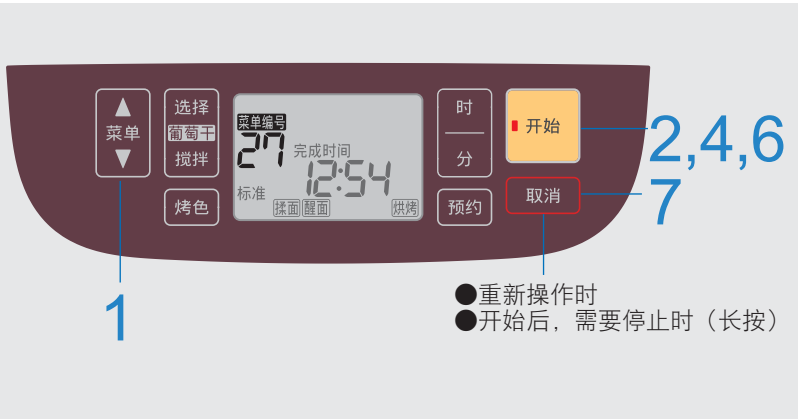 菜单
选择
葡萄干
搅拌
烤色
菜单编号
27
完成时间
12:54
标准
揉面 醒面 烘烤
时
分
预约
开始
取消
2,4,6
7
1
●重新操作时
●开始后，需要停止时（长按）